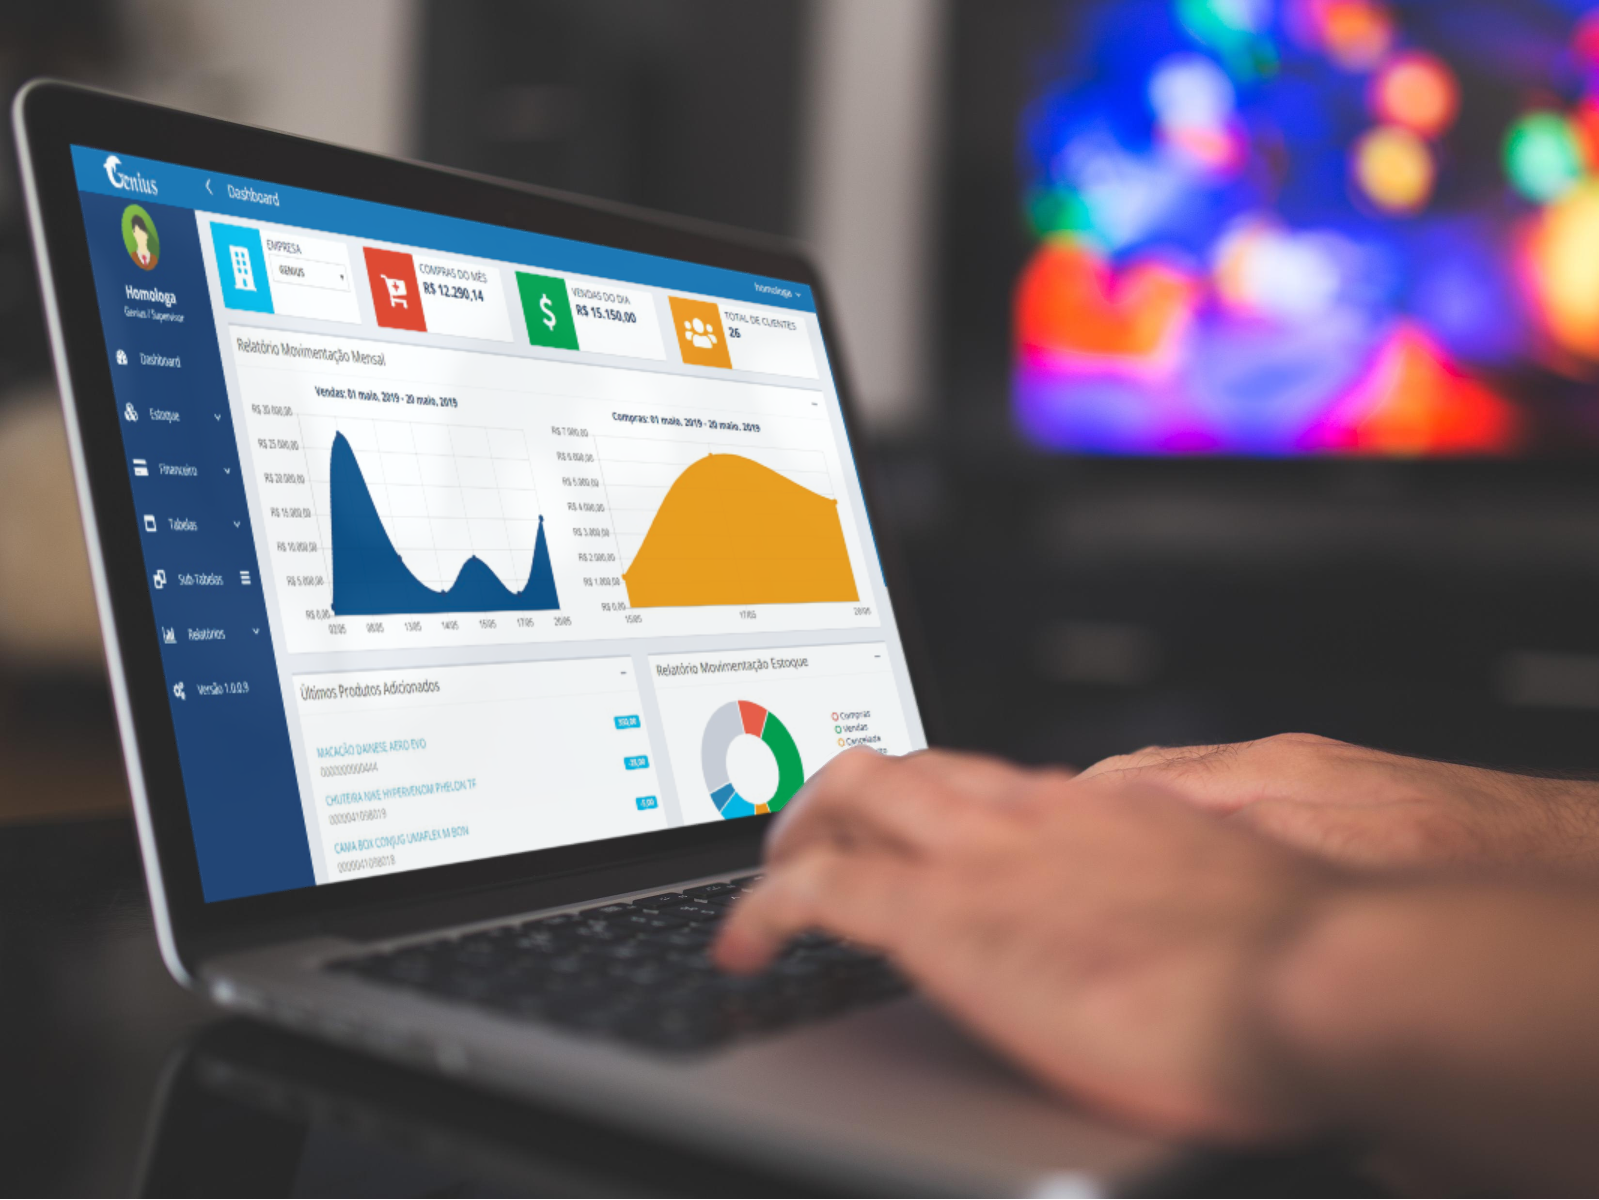 Genius
Dashboard
homologa
Homologa
Genius / Supervisor
Dashboard
Estoque
Financeiro
Tabelas
Sub-Tabelas
Relatórios
Versão 1.0.0.9
EMPRESA
GENIUS
COMPRAS DO MÊS
R$ 12.290,14
VENDAS DO DIA
R$ 15.150,00
TOTAL DE CLIENTES
26
Relatório Movimentação Mensal
Vendas: 01 maio, 2019 - 20 maio, 2019
R$ 30.000,00
R$ 25.000,00
R$ 20.000,00
R$ 15.000,00
R$ 10.000,00
R$ 5.000,00
R$ 0,00
02/05 08/05 13/05 14/05 15/05 17/05 20/05
Compras: 01 maio, 2019 - 20 maio, 2019
R$ 7.000,00
R$ 6.000,00
R$ 5.000,00
R$ 4.000,00
R$ 3.000,00
R$ 2.000,00
R$ 1.000,00
R$ 0,00
15/05 17/05 20/05
Últimos Produtos Adicionados
MACACÃO DAINESE AERO EVO
0000000000444
CHUTEIRA NIKE HYPERVENOM PHELON TF
0000041098019
CAMA BOX CONJUG UMAFLEX M BON
0000041098018
Relatório Movimentação Estoque
Compras
Vendas